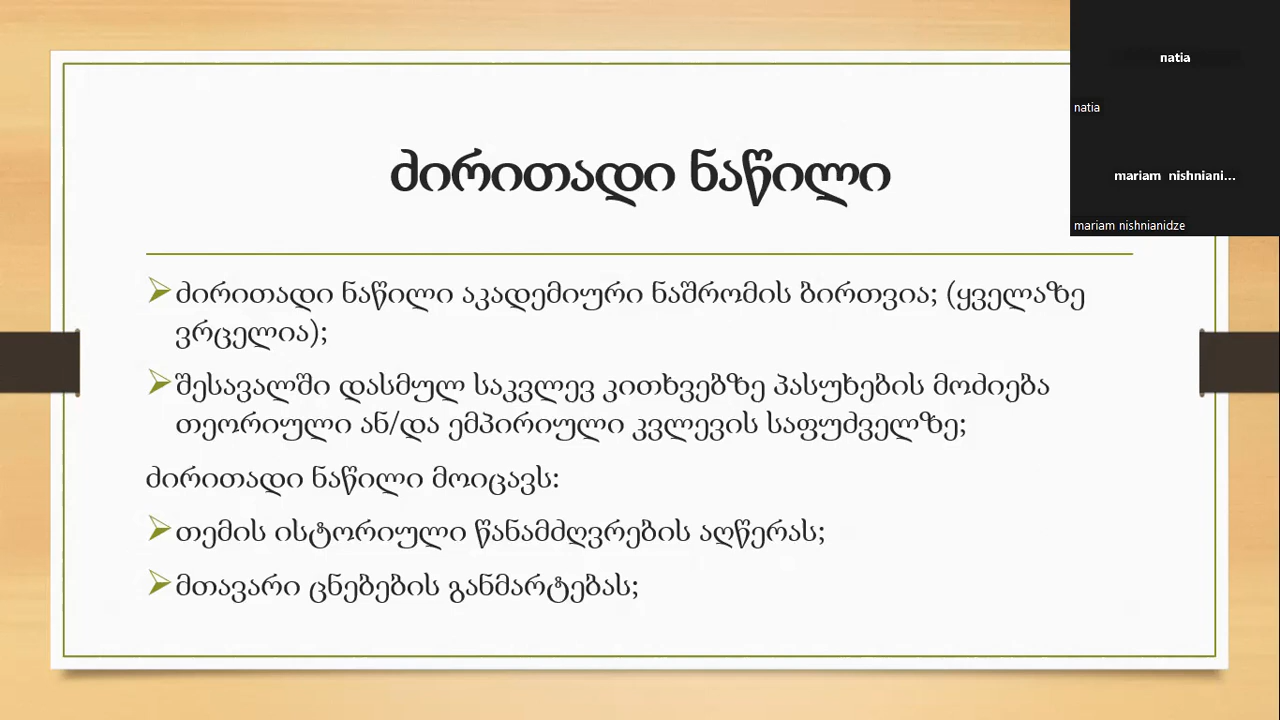 ძირითადი ნაწილი
natia
natia
mariam nishniani...
mariam nishnianidze
➢ძირითადი ნაწილი აკადემიური ნაშრომის ბირთვია; (ყველაზე
ვრცელია);
➢შესავალში დასმულ საკვლევ კითხვებზე პასუხების მოძიება
თეორიული ან/და ემპირიული კვლევის საფუძველზე;
ძირითადი ნაწილი მოიცავს:
➢თემის ისტორიული წანამძღვრების აღწერას;
➢მთავარი ცნებების განმარტებას;